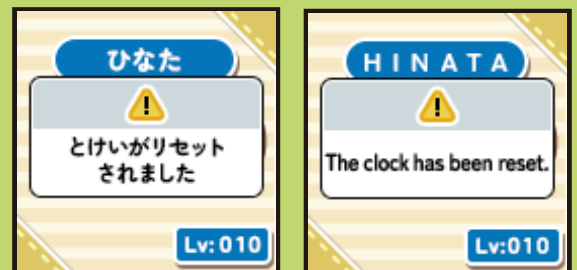 ひなた
!
とけいがリセット
されました
Lv:010
HINATA
!
The clock has been reset.
Lv:010